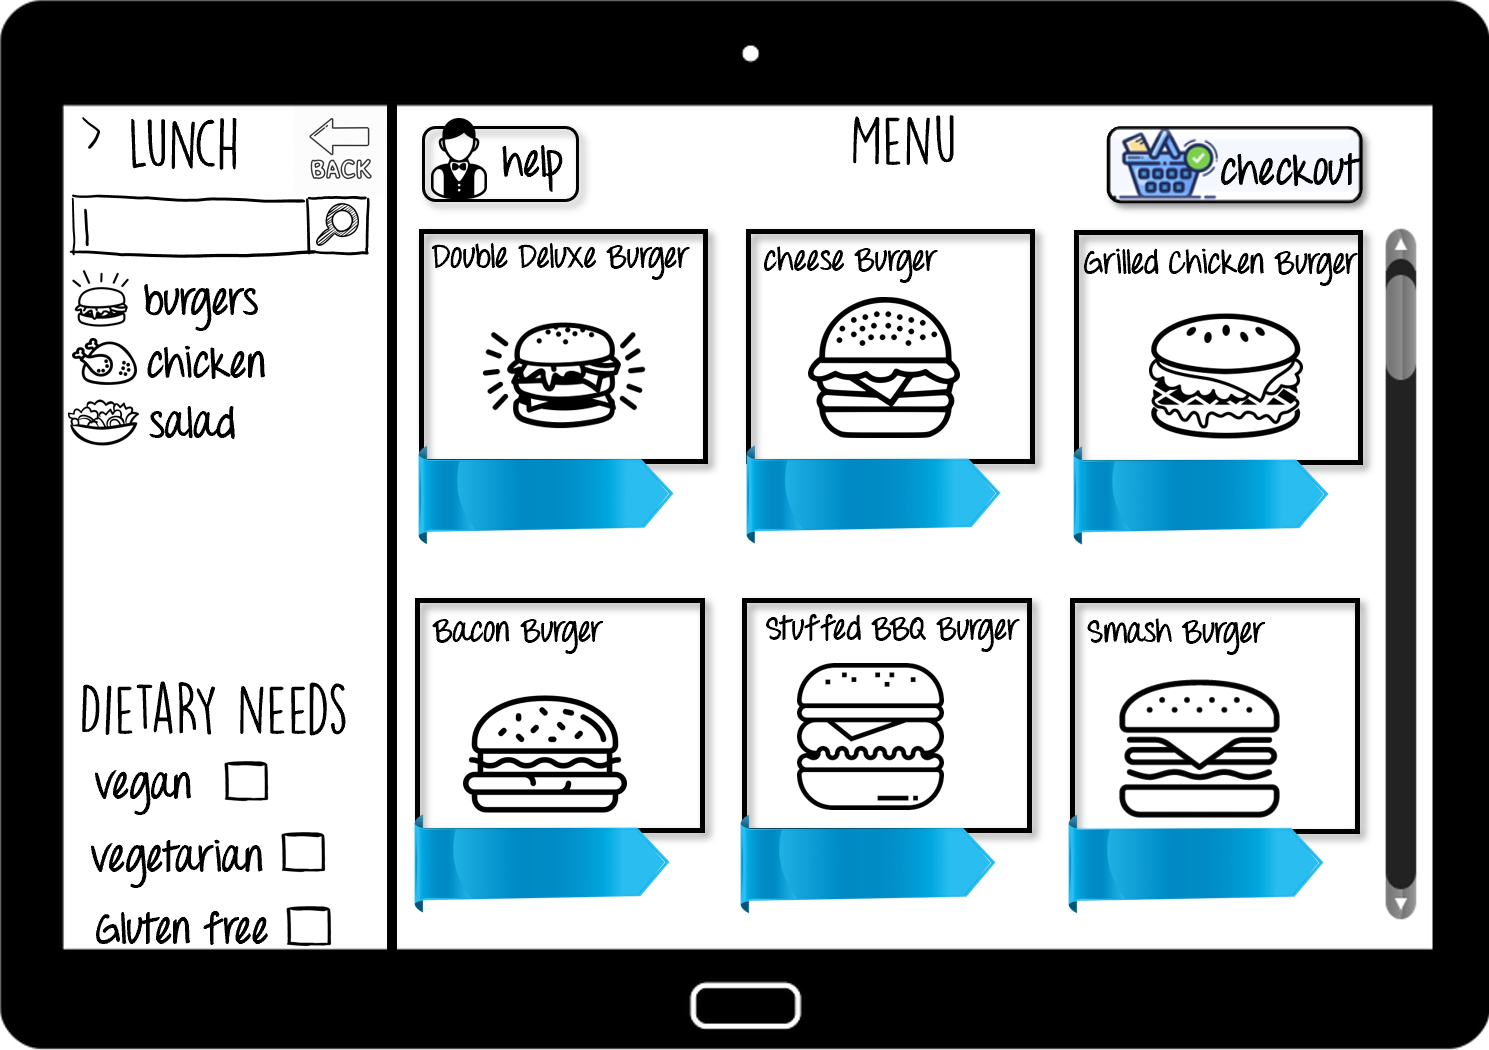 > LUNCH
BACK
burgers
chicken
salad
DIETARY NEEDS
vegan
vegetarian
Gluten free
help
MENU
checkout
Double Deluxe Burger
Cheese Burger
Grilled Chicken Burger
Bacon Burger
Stuffed BBQ Burger
Smash Burger